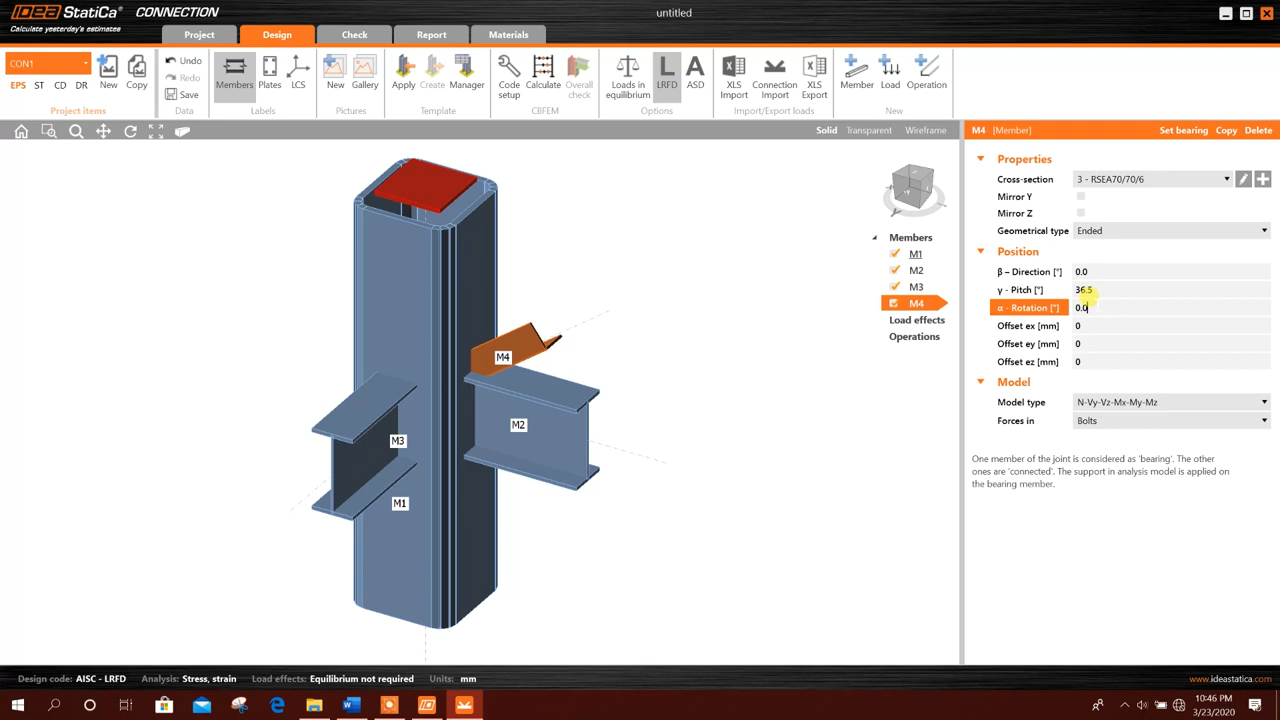 IDEA StatiCa CONNECTION
Calculate yesterday's estimates
untitled
Project
Design
Check
Report
Materials
CON1
EPS ST CD DR
New
Copy
Project items
Undo
Redo
Save
Data
Members
Plates
LCS
Labels
New
Gallery
Pictures
Apply
Create
Manager
Template
Code setup
Calculate
Overall check
CBFEM
Loads in equilibrium
LRFD
ASD
Options
XLS Import
Connection Import
XLS Export
Import/Export loads
Member
Load
Operation
New
Solid Transparent Wireframe
M4 [Member]
Set bearing Copy Delete
Properties
Cross-section 3 - RSEA70/70/6
Mirror Y
Mirror Z
Geometrical type Ended
Position
β – Direction [°] 0.0
γ - Pitch [°] 36.5
α - Rotation [°] 0.0
Offset ex [mm] 0
Offset ey [mm] 0
Offset ez [mm] 0
Model
Model type N-Vy-Vz-Mx-My-Mz
Forces in Bolts
One member of the joint is considered as 'bearing'. The other
ones are 'connected'. The support in analysis model is applied on
the bearing member.
Members
M1
M2
M3
M4
Load effects
Operations
M4
M2
M3
M1
Design code: AISC - LRFD Analysis: Stress, strain Load effects: Equilibrium not required Units: mm
www.ideastatica.com
10:46 PM
3/23/2020